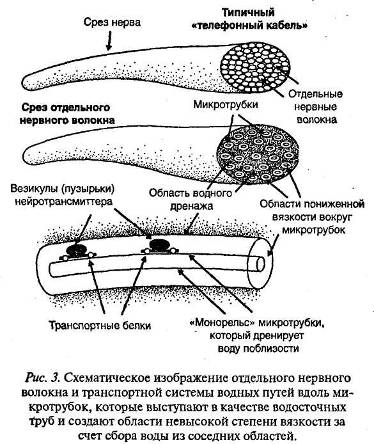 Срез нерва
Типичный
«телефонный кабель»
Срез отдельного
нервного волокна
Микротрубки
Отдельные
нервные
волокна
Везикулы (пузырьки)
нейротрансмиттера
Область водного
дренажа
Области пониженной
вязкости вокруг
микротрубок
Транспортные белки
«Монорельс» микротрубки,
который дренирует
воду поблизости
Рис. 3. Схематическое изображение отдельного нервного
волокна и транспортной системы водных путей вдоль ми-
кротрубок, которые выступают в качестве водосточных
труб и создают области невысокой степени вязкости за
счет сбора воды из соседних областей.